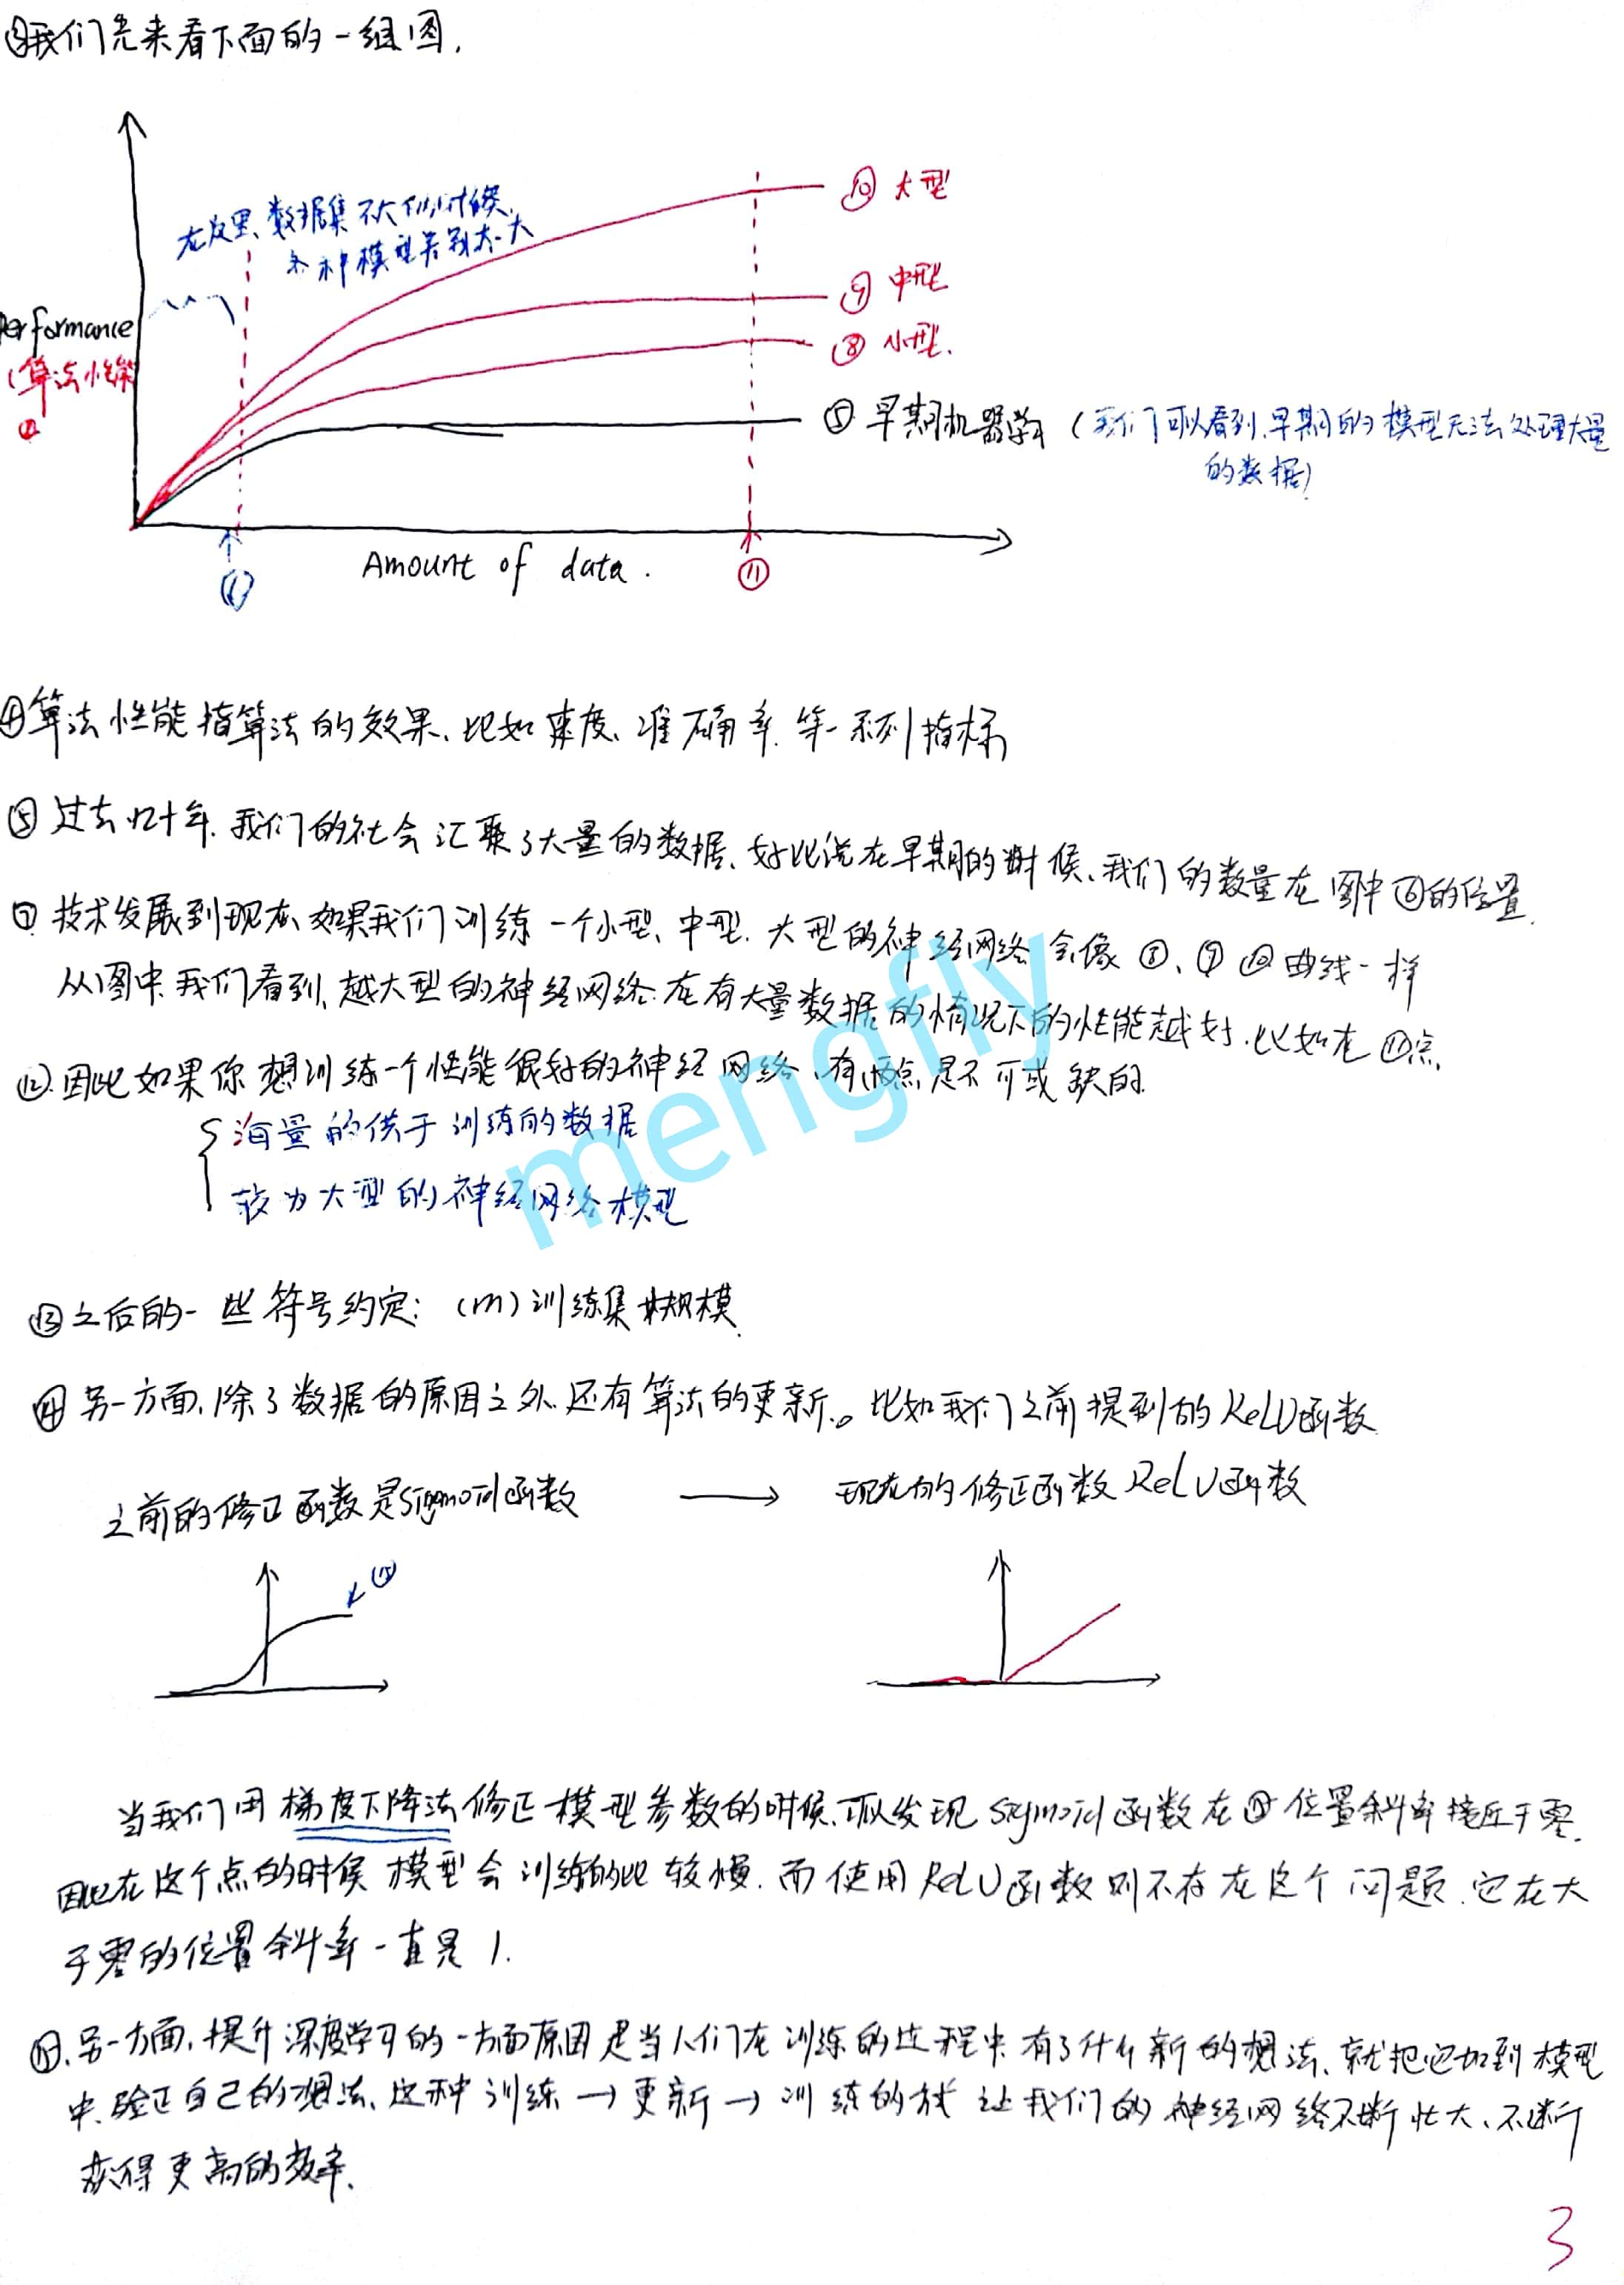 ③我们先来看下面的一组图.
在这里,数据集不大的时候,
各种模型差别不大
⑩ 大型
⑨ 中型
⑧ 小型.
Performance
(算法性能
④
⑤ 早期机器学习 (我们可以看到,早期的模型无法处理大量
的数据)
Amount of data.
⑥
⑪
④算法性能指算法的效果、比如速度、准确率.等一系列指标
⑤过去几十年.我们的社会汇聚了大量的数据、好比说在早期的时候、我们的数量在图中⑥的位置.
⑦.技术发展到现在,如果我们训练一个小型、中型.大型的神经网络会像⑧、⑨⑩曲线一样
从图中我们看到,越大型的神经网络.在有大量数据的情况下的性能越好.比如在⑪点.
⑫.因此如果你想训练一个性能很好的神经网络、有两点是不可或缺的.
海量的供于训练的数据
较为大型的神经网络模型
⑬之后的一些符号约定: (m)训练集规模.
⑭另一方面,除了数据的原因之外.还有算法的更新。比如我们之前提到的ReLU函数
之前的修正函数是sigmoid函数 → 现在的修正函数ReLU函数
⑮
当我们用梯度下降法修正模型参数的时候,可以发现sigmoid函数在⑮位置斜率接近于零.
因此在这个点的时候模型会训练的比较慢.而使用ReLU函数则不存在这个问题.它在大
于零的位置斜率一直是1.
另一方面,提升深度学习的一方面原因是当人们在训练的过程中.有了什么新的想法、就把它加到模型
中.验证自己的想法、这种训练→更新→训练的 让我们的神经网络不断壮大、不断
获得更高的效率.
mengfly
3